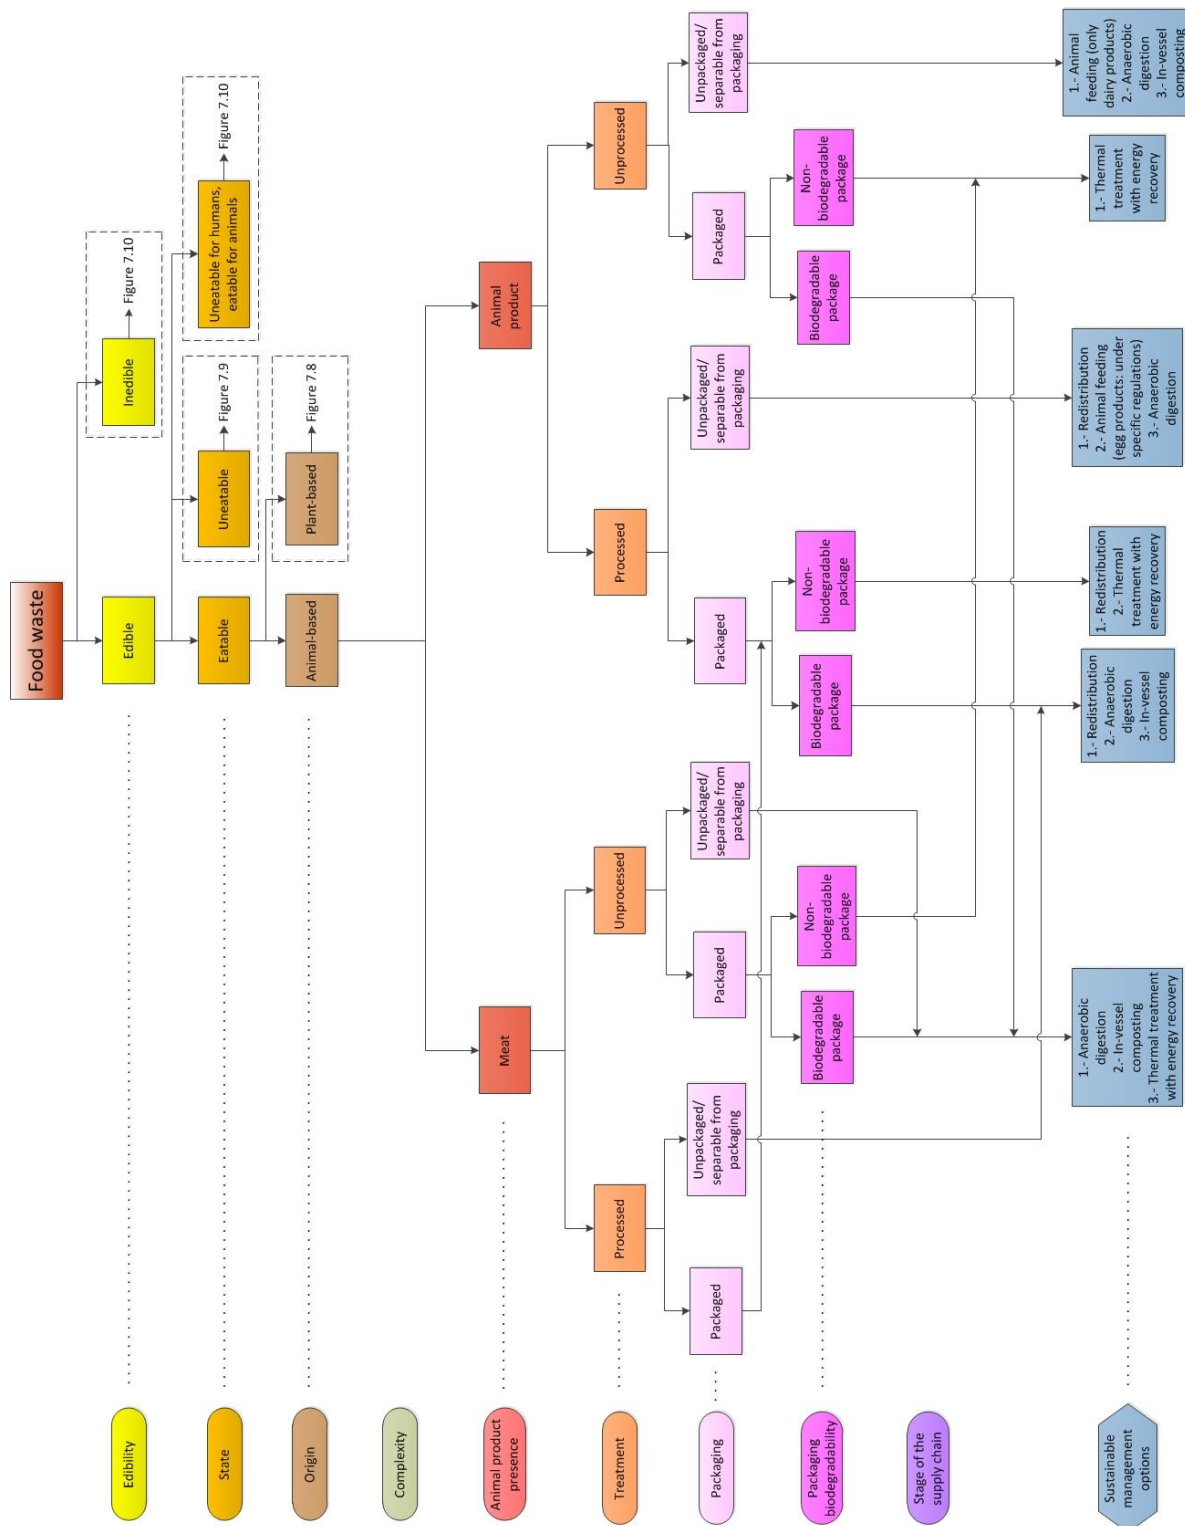 Food waste
Edibility
Edible
Inedible
Figure 7.10
State
Eatable
Uneatable
Figure 7.9
Uneatable for humans,
eatable for animals
Figure 7.10
Origin
Animal-based
Plant-based
Figure 7.8
Complexity
Animal product
presence
Meat
Animal
product
Treatment
Processed
Unprocessed
Processed
Unprocessed
Packaging
Packaged
Unpackaged/
separable from
packaging
Packaged
Unpackaged/
separable from
packaging
Packaged
Unpackaged/
separable from
packaging
Packaged
Unpackaged/
separable from
packaging
Packaging
biodegradability
Biodegradable
package
Non-
biodegradable
package
Biodegradable
package
Non-
biodegradable
package
Biodegradable
package
Non-
biodegradable
package
Stage of the
supply chain
Sustainable
management
options
1.- Anaerobic
digestion
2.- In-vessel
composting
3.- Thermal treatment
with energy recovery
1.- Redistribution
2.- Anaerobic
digestion
3.- In-vessel
composting
1.- Redistribution
2.- Thermal
treatment with
energy recovery
1.- Redistribution
2.- Animal feeding
(egg products: under
specific regulations)
3.- Anaerobic
digestion
1.- Thermal
treatment
with energy
recovery
1.- Animal
feeding (only
dairy products)
2.- Anaerobic
digestion
3.- In-vessel
composting